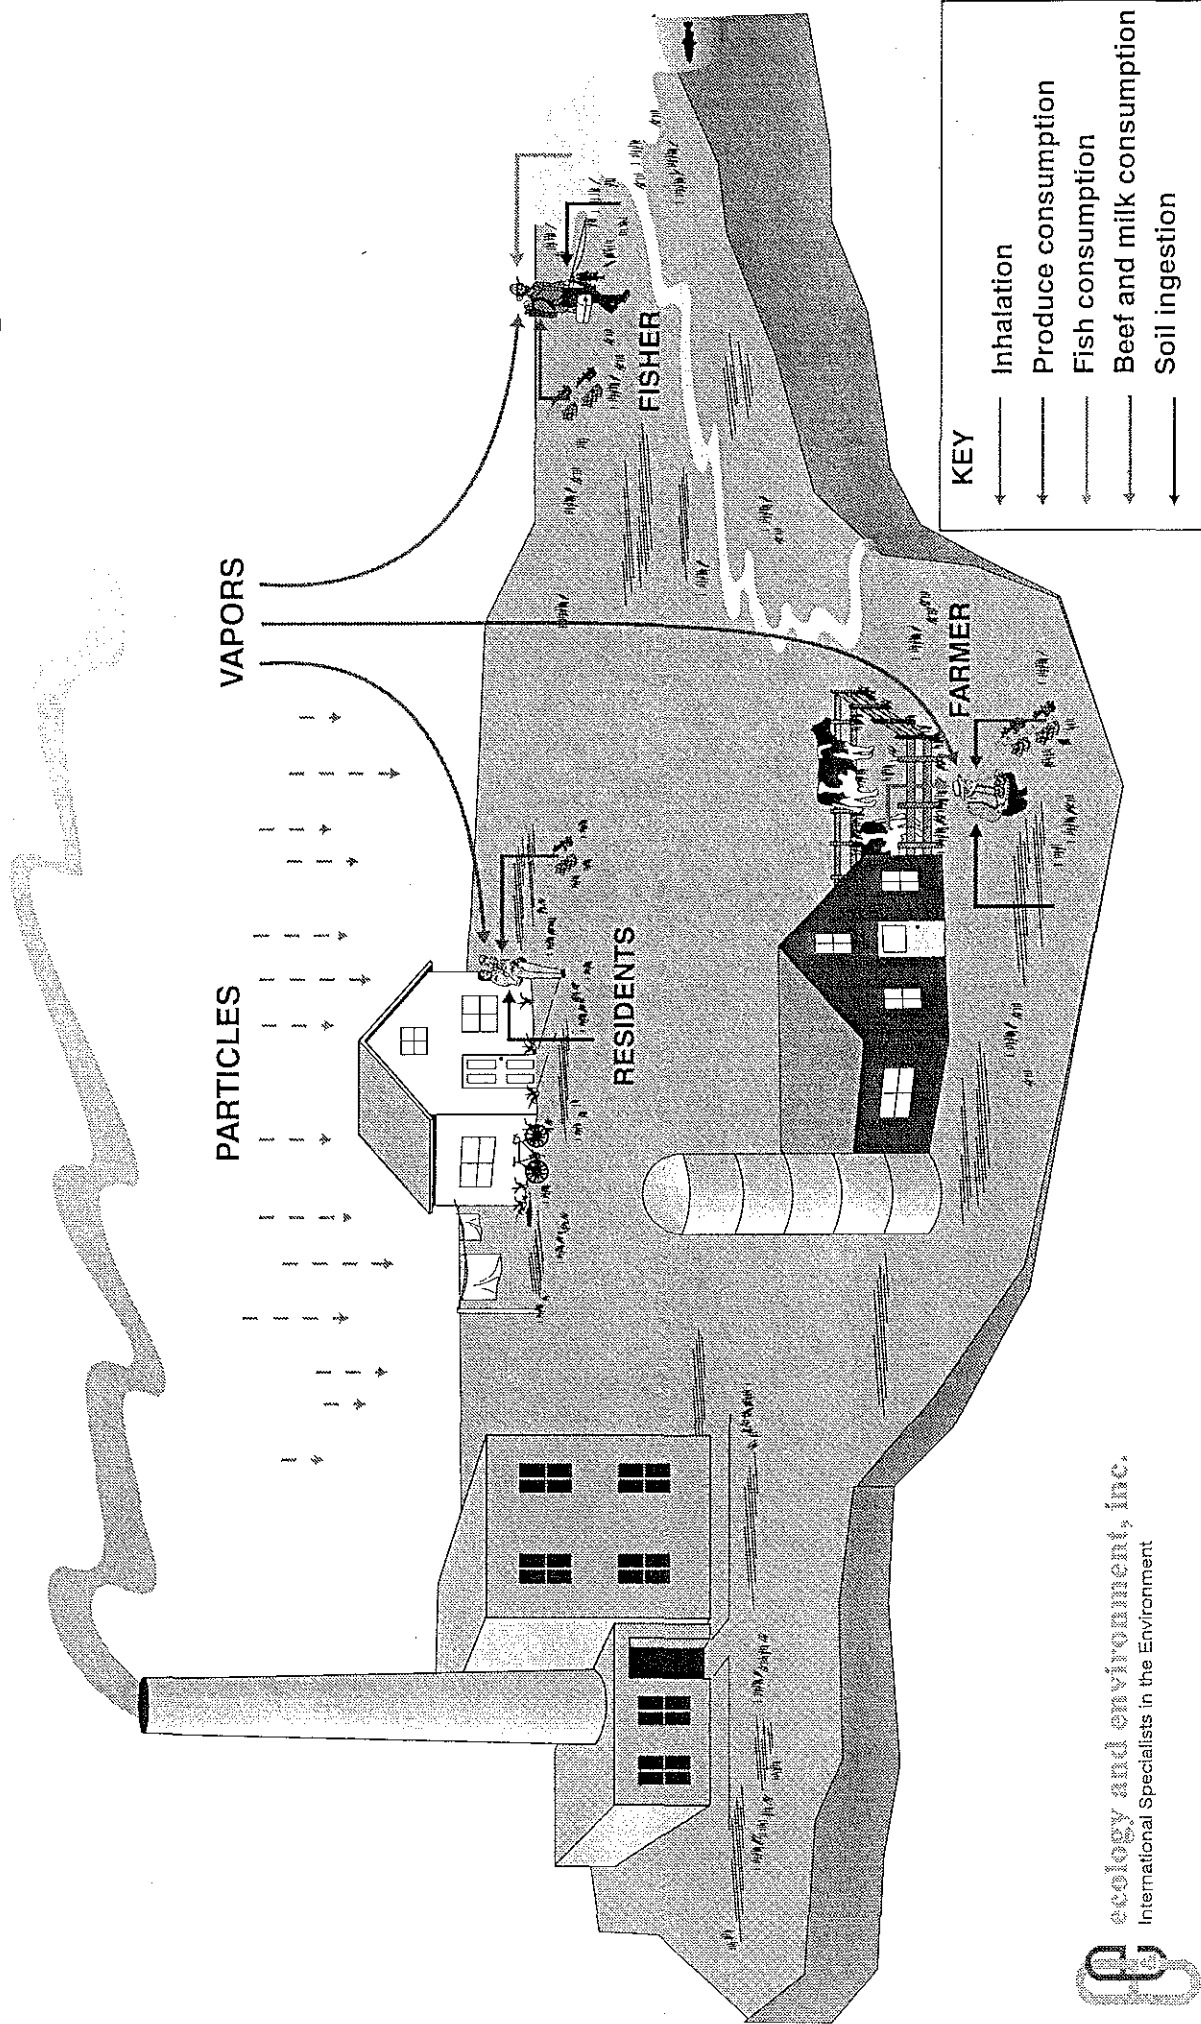 VAPORS
PARTICLES
RESIDENTS
FISHER
FARMER
KEY
Inhalation
Produce consumption
Fish consumption
Beef and milk consumption
Soil ingestion
ecology and environment, inc.
International Specialists in the Environment